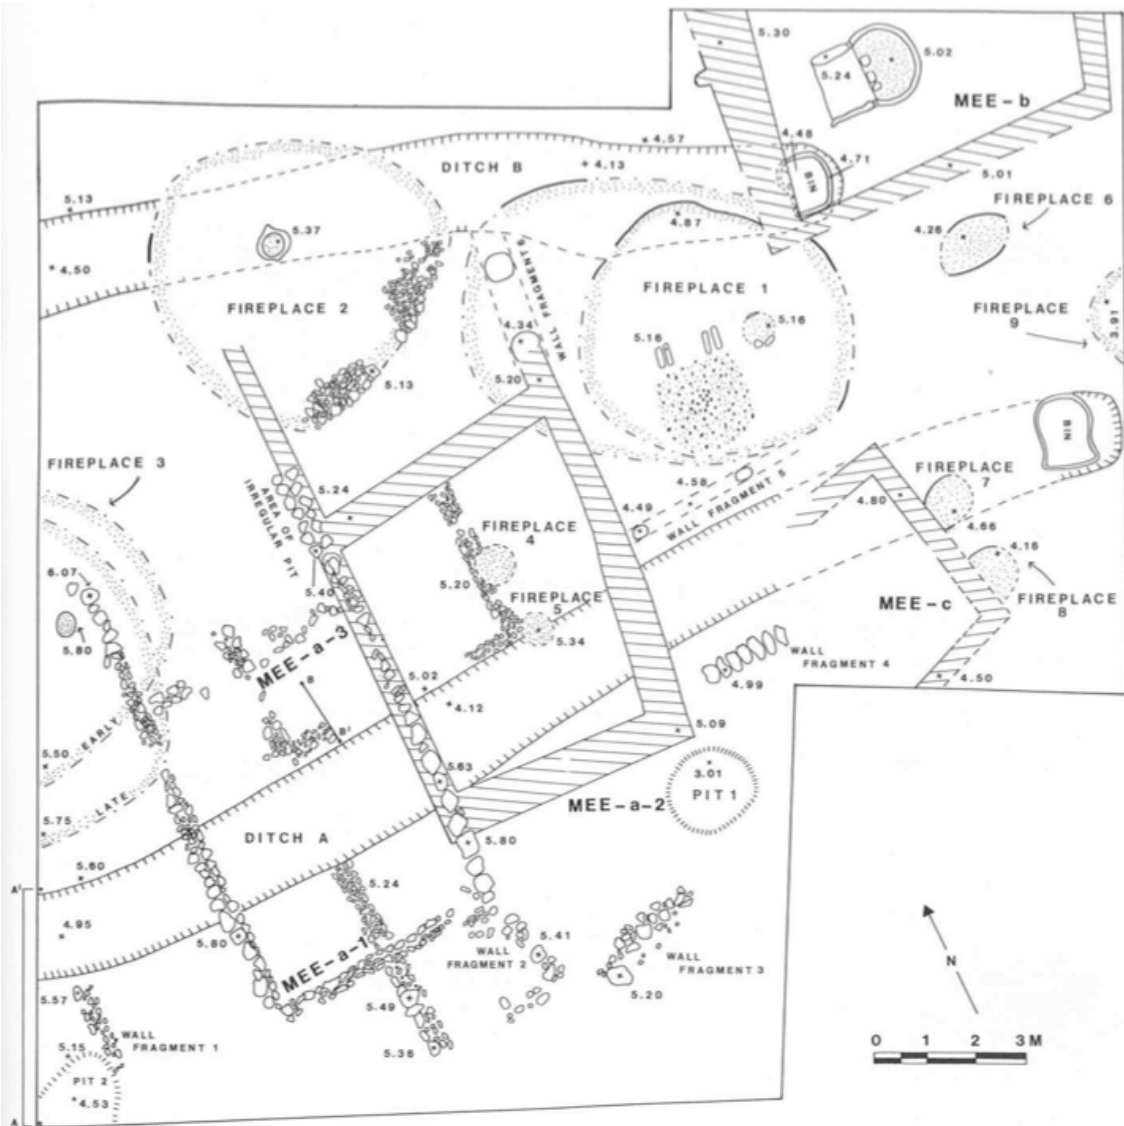 5.30
5.02
5.24
MEE-b
4.57
4.48
4.71
DITCH B
4.13
5.01
BIN
FIREPLACE 6
5.13
4.87
4.26
5.37
4.50
FIREPLACE 1
WALL FRAGMENT 6
FIREPLACE 2
FIREPLACE
9
3.91
4.34
5.16
5.16
5.13
5.20
BIN
FIREPLACE 3
5.24
AREA OF
IRREGULAR PIT
4.58
4.49
WALL FRAGMENT 5
4.80
FIREPLACE
7
4.66
FIREPLACE
4
4.16
6.07
5.40
5.20
FIREPLACE
5
5.34
MEE-c
FIREPLACE
8
5.80
MEE-a-3
WALL
FRAGMENT 4
4.99
4.50
B
5.02
4.12
B'
5.09
EARLY
5.50
5.63
3.01
PIT 1
LATE
MEE-a-2
5.75
DITCH A
5.80
5.60
5.24
A'
4.95
5.80
MEE-a-1
5.41
WALL
FRAGMENT 2
WALL
FRAGMENT 3
5.20
5.57
5.49
N
WALL
FRAGMENT 1
5.15
5.36
0 1 2 3 M
PIT 2
4.53
A